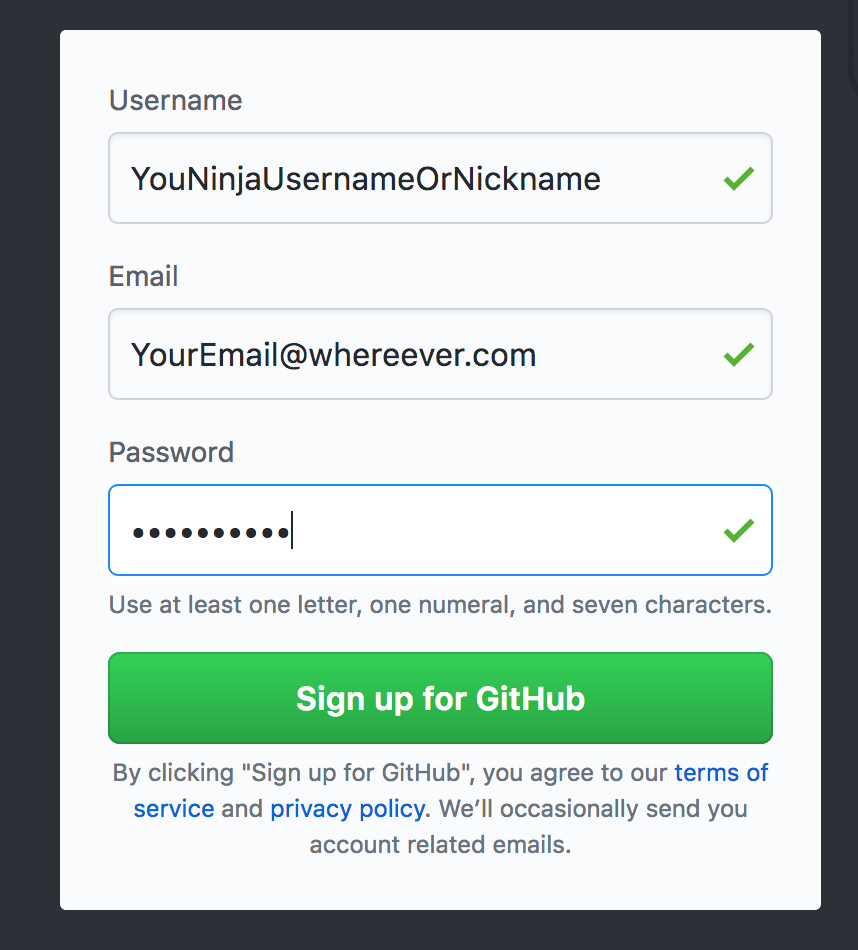 Username
YouNinjaUsernameOrNickname
Email
YourEmail@whereever.com
Password
••••••••••
Use at least one letter, one numeral, and seven characters.
Sign up for GitHub
By clicking "Sign up for GitHub", you agree to our terms of
service and privacy policy. We’ll occasionally send you
account related emails.